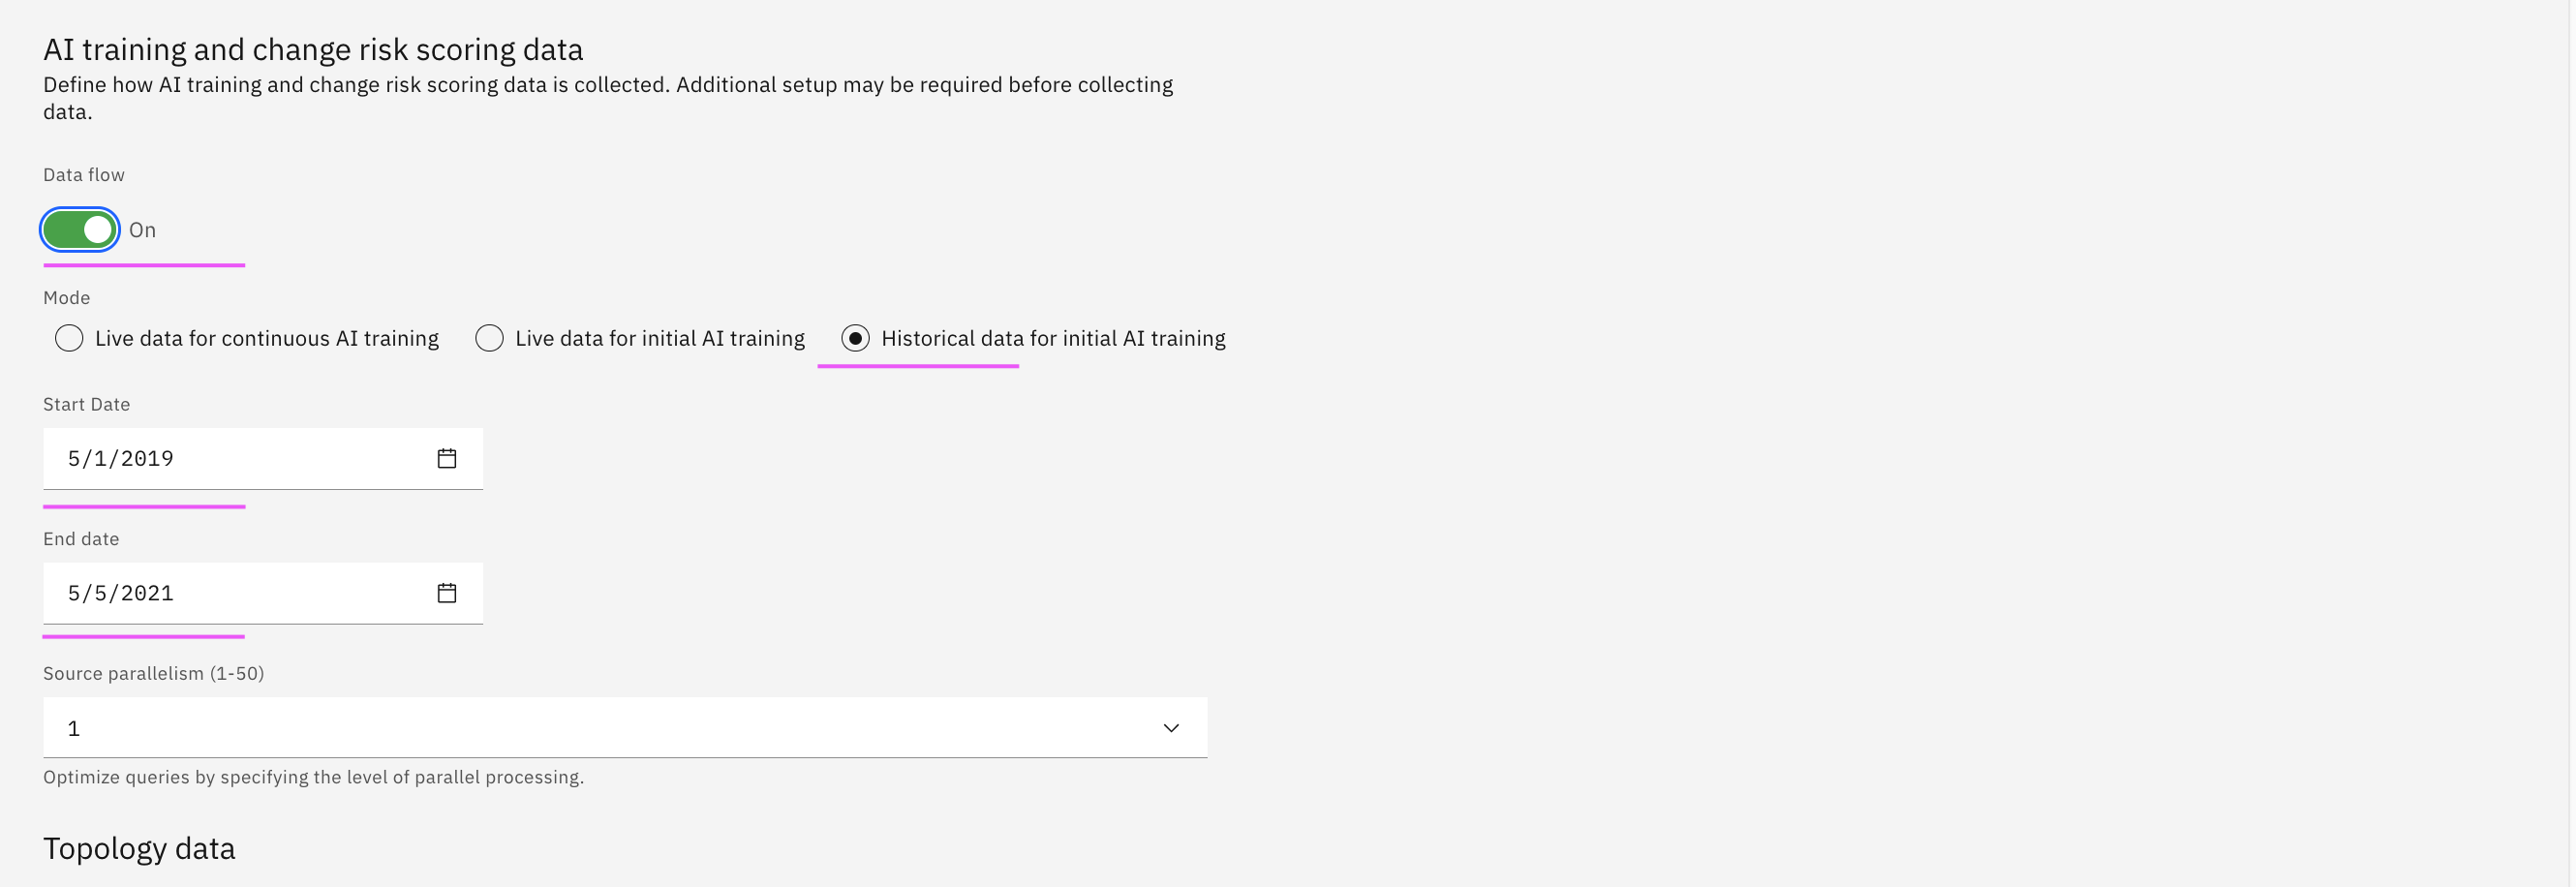 AI training and change risk scoring data
Define how AI training and change risk scoring data is collected. Additional setup may be required before collecting
data.
Data flow
On
Mode
Live data for continuous AI training
Live data for initial AI training
Historical data for initial AI training
Start Date
5/1/2019
End date
5/5/2021
Source parallelism (1-50)
1
Optimize queries by specifying the level of parallel processing.
Topology data